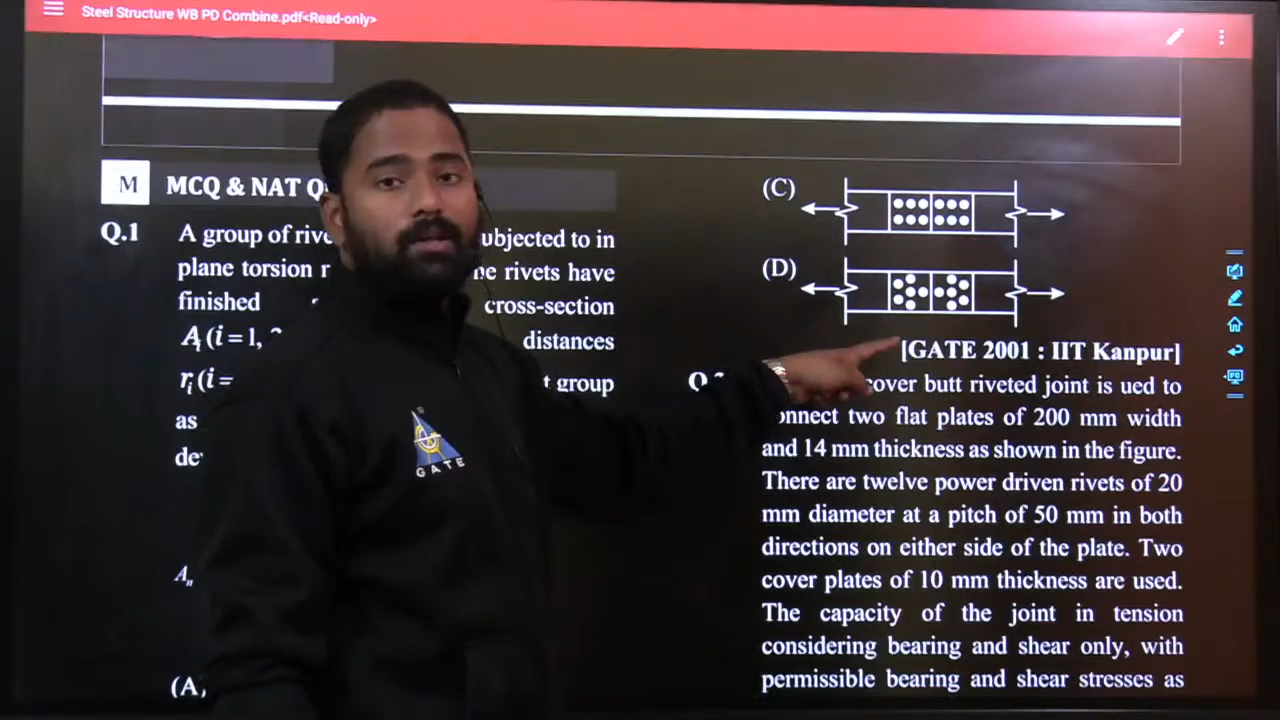 Steel Structure WB PD Combine.pdf<Read-only>
M MCQ & NAT
Q.1 A group of ubjected to in
plane torsion he rivets have
finished cross-section
Ai (i = 1, distances
ri (i = t group
as
An
(A)
(C)
(D)
[GATE 2001 : IIT Kanpur]
cover butt riveted joint is ued to
onnect two flat plates of 200 mm width
and 14 mm thickness as shown in the figure.
There are twelve power driven rivets of 20
mm diameter at a pitch of 50 mm in both
directions on either side of the plate. Two
cover plates of 10 mm thickness are used.
The capacity of the joint in tension
considering bearing and shear only, with
permissible bearing and shear stresses as
GATE